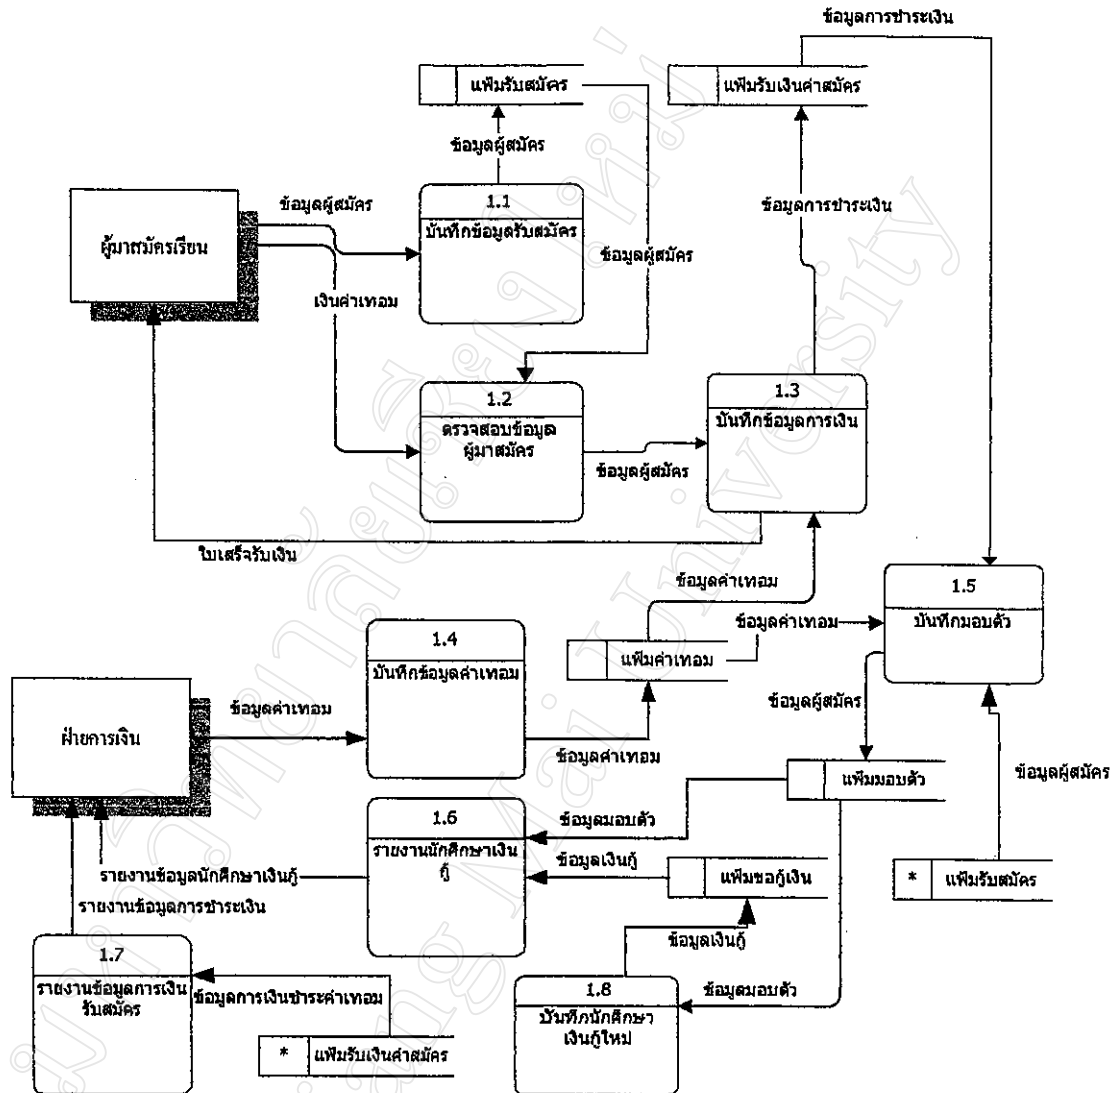 ข้อมูลการชำระเงิน
แฟ้มรับสมัคร
แฟ้มรับเงินค่าสมัคร
ข้อมูลผู้สมัคร
ข้อมูลผู้สมัคร
1.1
บันทึกข้อมูลรับสมัคร
ข้อมูลการชำระเงิน
ผู้มาสมัครเรียน
ข้อมูลผู้สมัคร
เงินค่าเทอม
1.2
ตรวจสอบข้อมูล
ผู้มาสมัคร
1.3
บันทึกข้อมูลการเงิน
ข้อมูลผู้สมัคร
ใบเสร็จรับเงิน
ข้อมูลค่าเทอม
1.5
บันทึกมอบตัว
ข้อมูลค่าเทอม
1.4
บันทึกข้อมูลค่าเทอม
แฟ้มค่าเทอม
ข้อมูลผู้สมัคร
ข้อมูลค่าเทอม
ฝ่ายการเงิน
ข้อมูลค่าเทอม
แฟ้มมอบตัว
ข้อมูลผู้สมัคร
1.6
รายงานนักศึกษาเงิน
กู้
ข้อมูลมอบตัว
ข้อมูลเงินกู้
แฟ้มขอกู้เงิน
* แฟ้มรับสมัคร
รายงานข้อมูลนักศึกษาเงินกู้
รายงานข้อมูลการชำระเงิน
ข้อมูลเงินกู้
1.7
รายงานข้อมูลการเงิน
รับสมัคร
ข้อมูลการเงินชำระค่าเทอม
1.8
บันทึกนักศึกษา
เงินกู้ใหม่
ข้อมูลมอบตัว
* แฟ้มรับเงินค่าสมัคร
มหาวิทยาลัยเชียงใหม่
Chiang Mai University